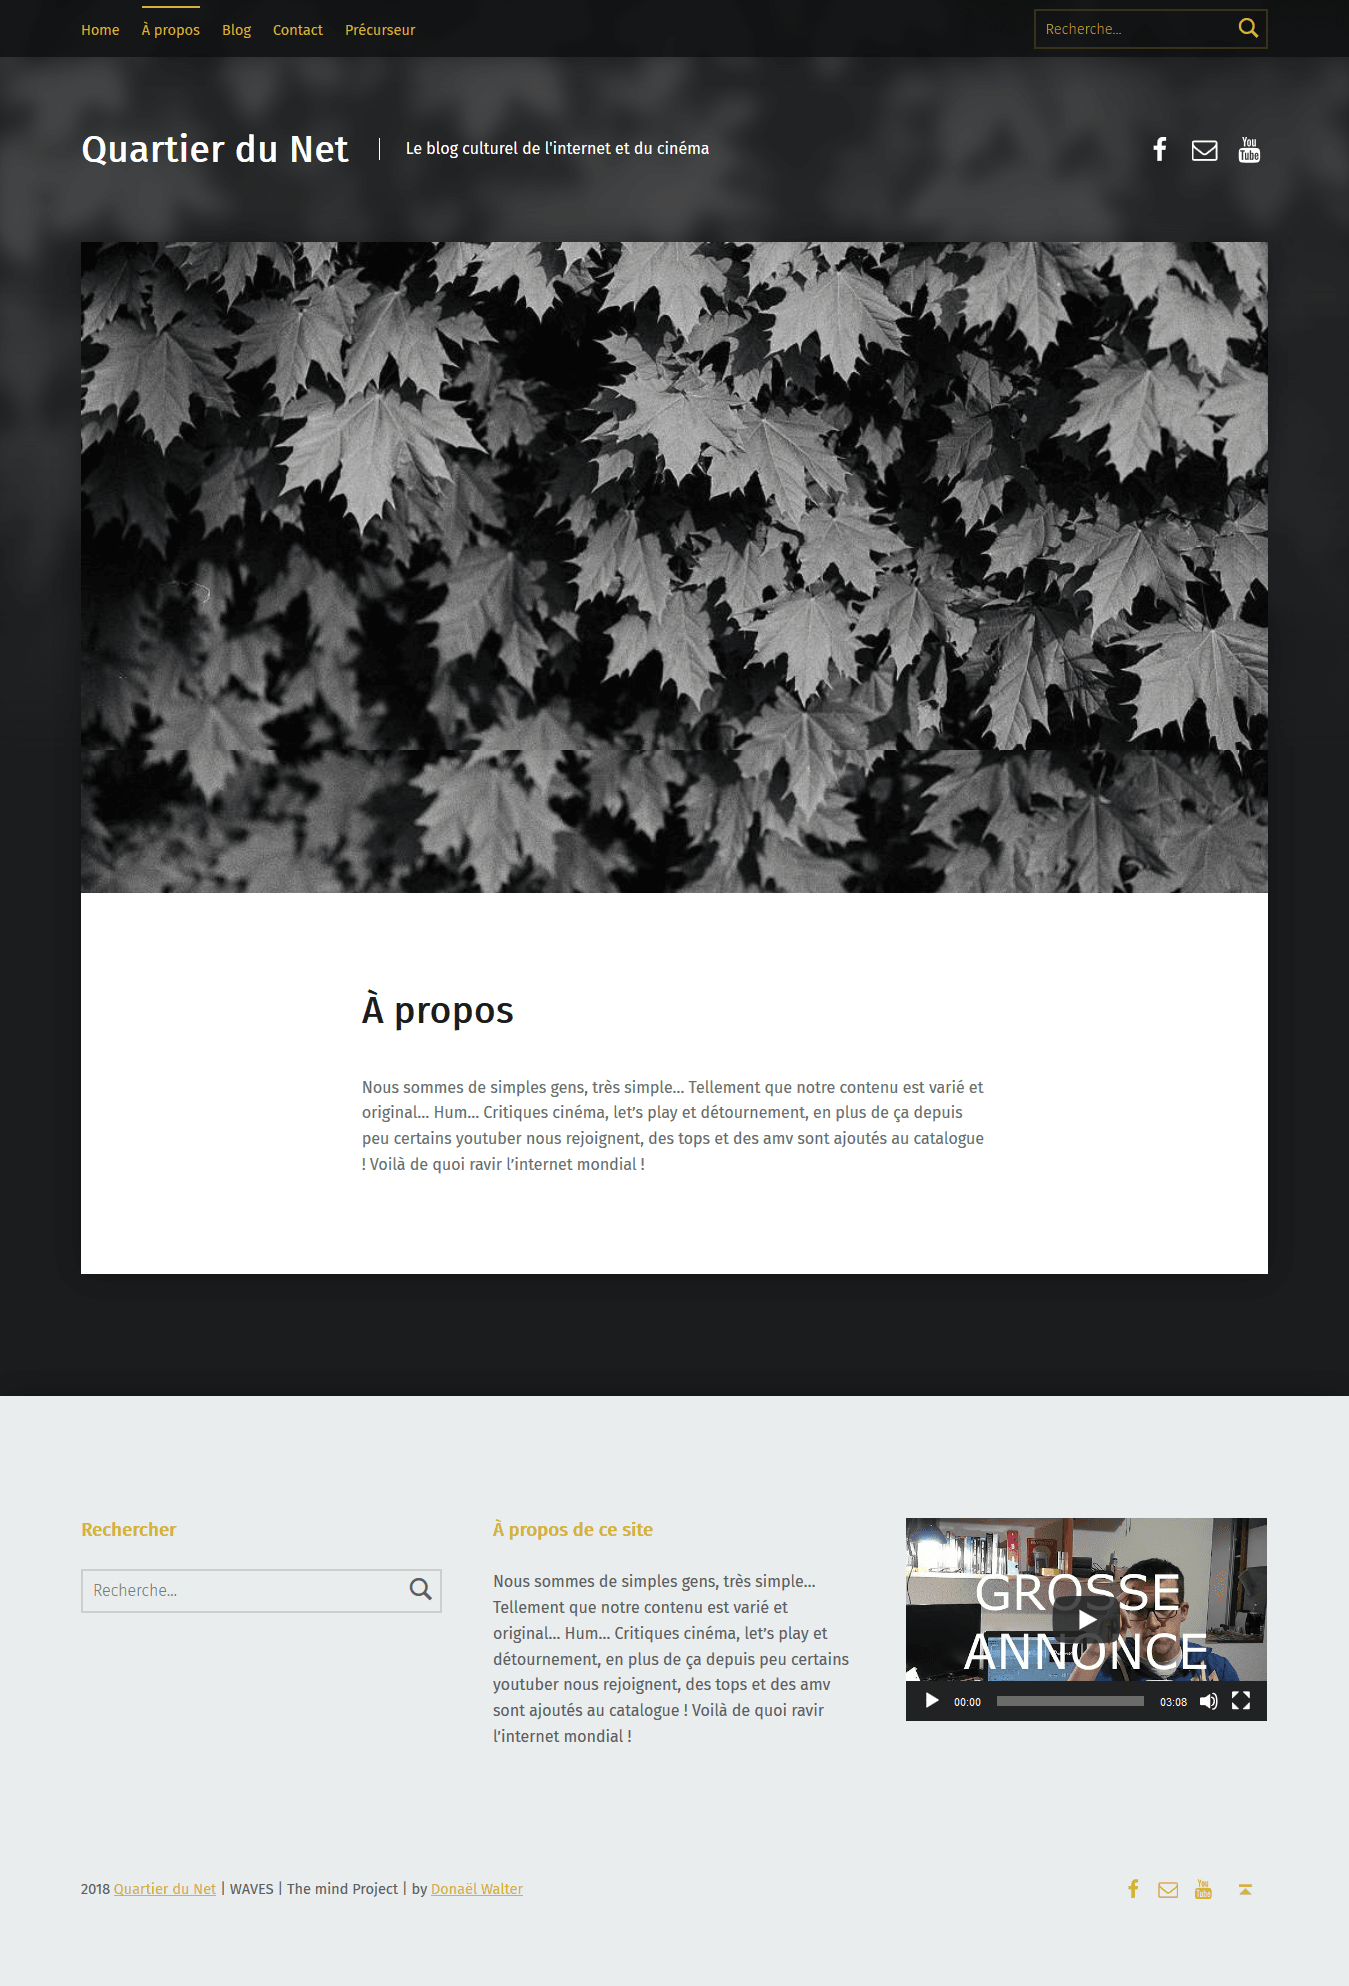 Home À propos Blog Contact Précurseur Recherche...
Quartier du Net Le blog culturel de l'internet et du cinéma You Tube
À propos
Nous sommes de simples gens, très simple… Tellement que notre contenu est varié et
original… Hum… Critiques cinéma, let’s play et détournement, en plus de ça depuis
peu certains youtuber nous rejoignent, des tops et des amv sont ajoutés au catalogue
! Voilà de quoi ravir l’internet mondial !
Rechercher
Recherche...
À propos de ce site
Nous sommes de simples gens, très simple…
Tellement que notre contenu est varié et
original… Hum… Critiques cinéma, let’s play et
détournement, en plus de ça depuis peu certains
youtuber nous rejoignent, des tops et des amv
sont ajoutés au catalogue ! Voilà de quoi ravir
l’internet mondial !
GROSSE
ANNONCE
00:00 03:08
2018 Quartier du Net | WAVES | The mind Project | by Donaël Walter You Tube